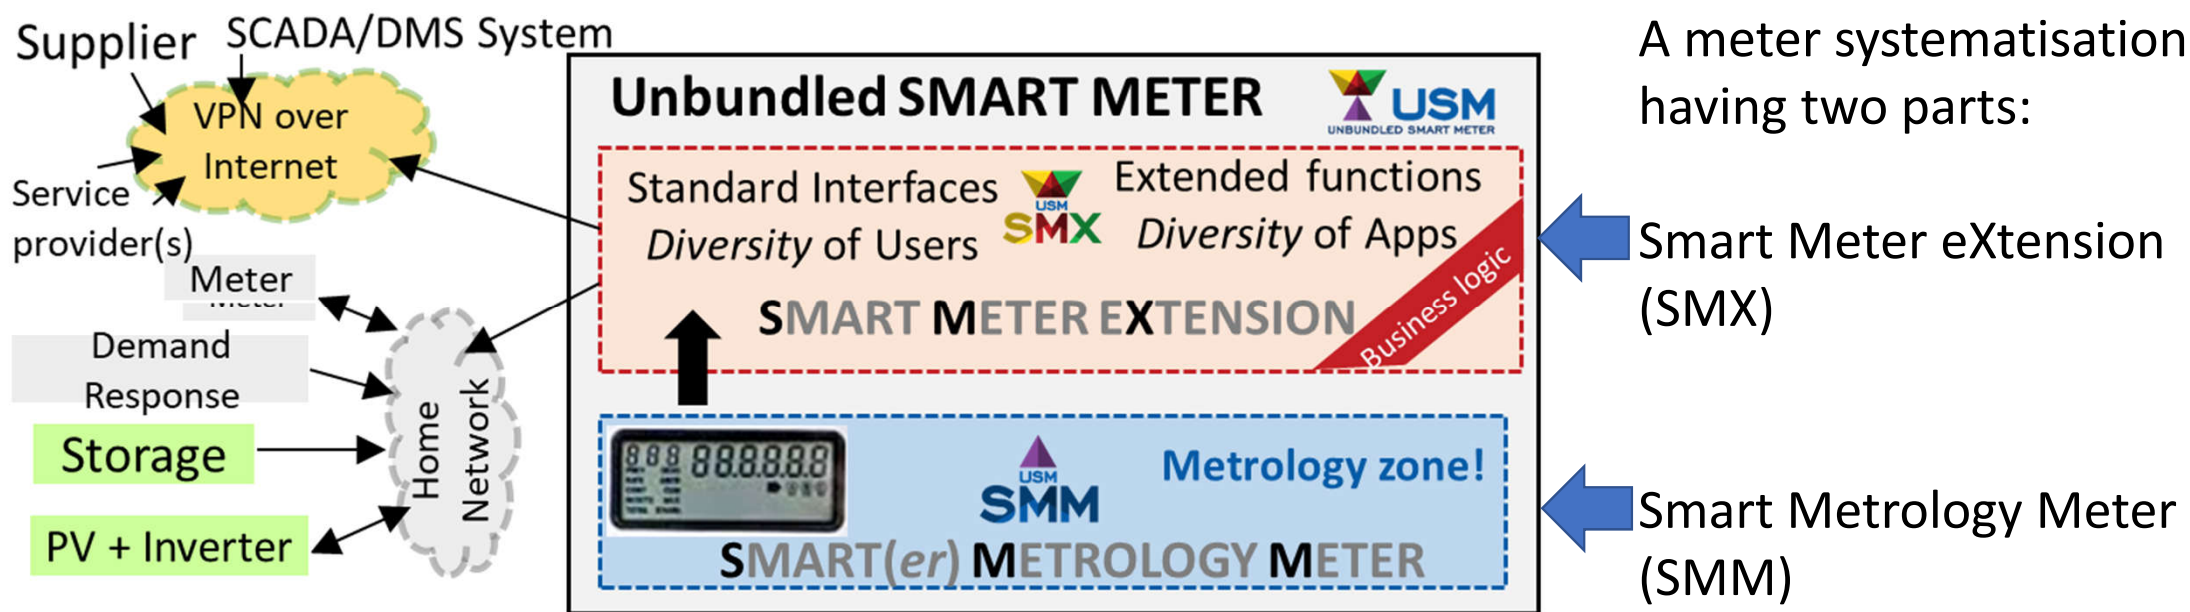 Supplier
SCADA/DMS System
VPN over
Internet
Service
provider(s)
Meter
Demand
Response
Storage
PV + Inverter
Home
Network
Unbundled SMART METER
USM
UNBUNDLED SMART METER
Standard Interfaces
Diversity of Users
USM
SMX
Extended functions
Diversity of Apps
Business logic
SMART METER EXTENSION
Metrology zone!
USM
SMM
SMART(er) METROLOGY METER
A meter systematisation
having two parts:
Smart Meter eXtension
(SMX)
Smart Metrology Meter
(SMM)